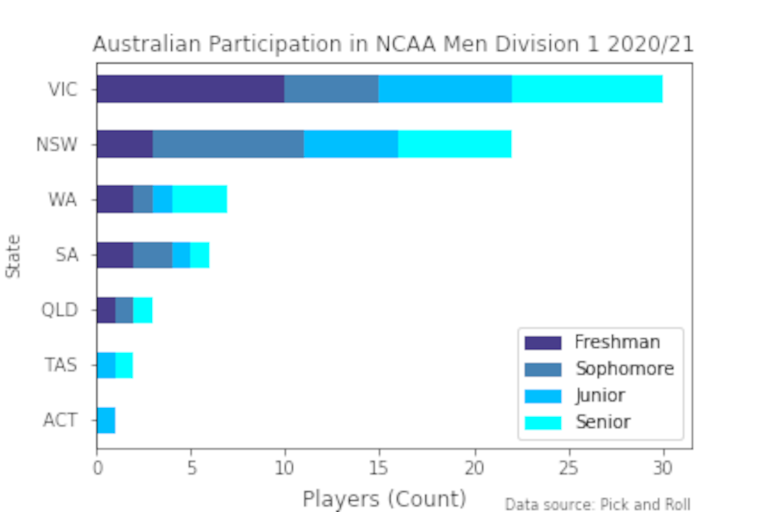 Australian Participation in NCAA Men Division 1 2020/21
VIC
NSW
WA
SA
QLD
TAS
ACT
State
Freshman
Sophomore
Junior
Senior
0 5 10 15 20 25 30
Players (Count)
Data source: Pick and Roll